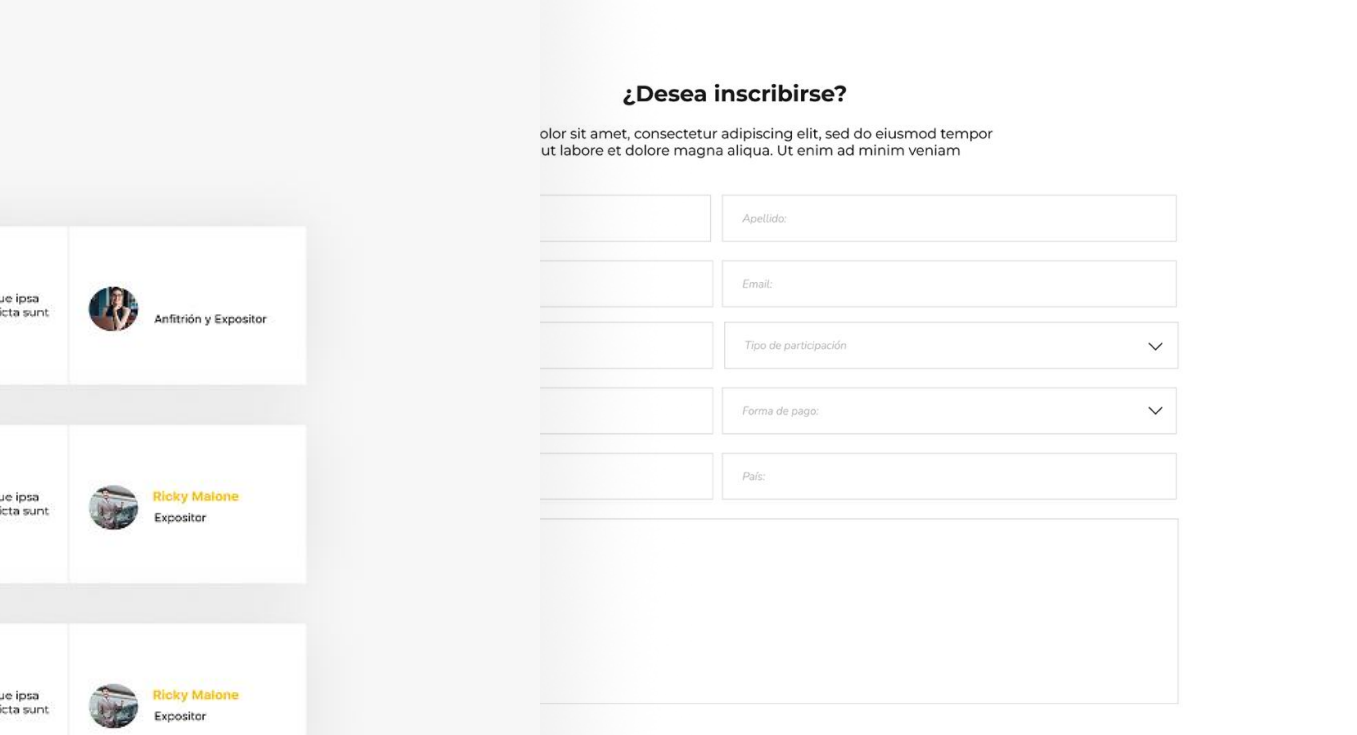 ue ipsa
icta sunt
Anfitrión y Expositor
ue ipsa
icta sunt
Ricky Malone
Expositor
ue ipsa
icta sunt
Ricky Malone
Expositor
¿Desea inscribirse?
olor sit amet, consectetur adipiscing elit, sed do eiusmod tempor
ut labore et dolore magna aliqua. Ut enim ad minim veniam
Apellido:
Email:
Tipo de participación
Forma de pago:
País: